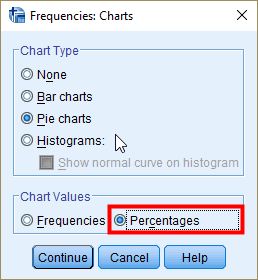 Frequencies: Charts
Chart Type
None
Bar charts
Pie charts
Histograms:
Show normal curve on histogram
Chart Values
Frequencies Percentages
Continue Cancel Help